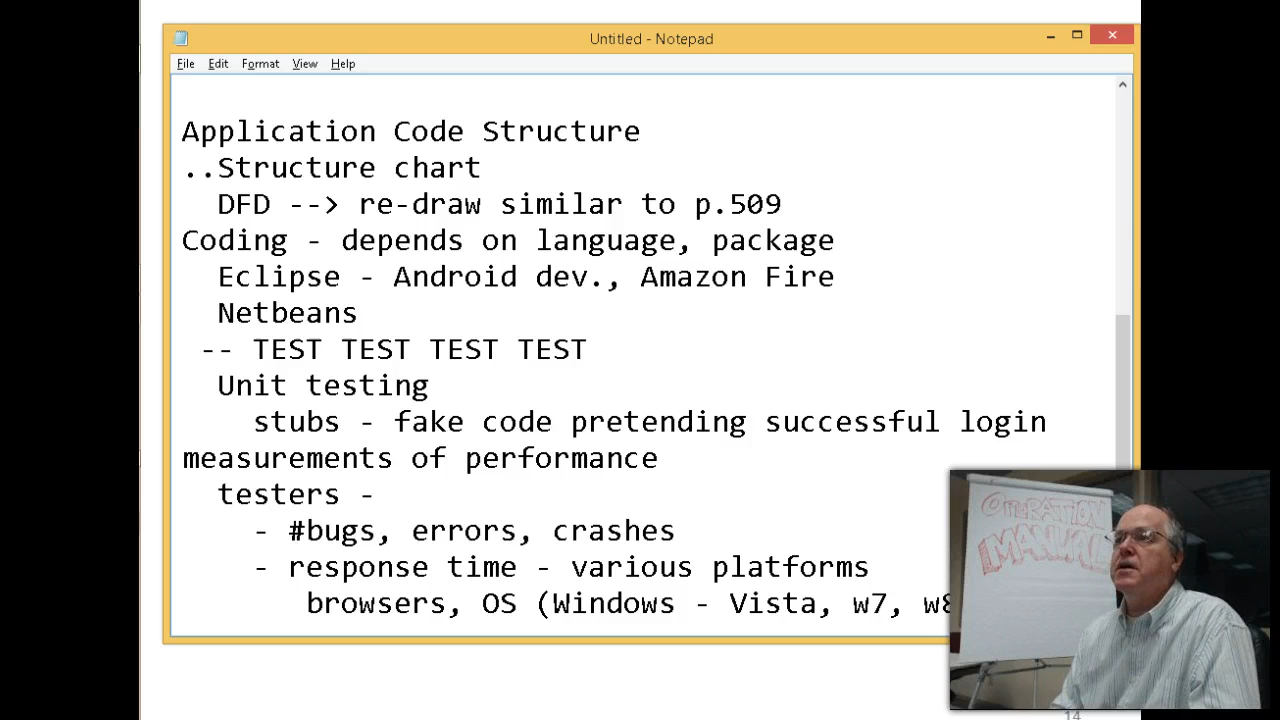 Untitled - Notepad
File Edit Format View Help
Application Code Structure
..Structure chart
DFD --> re-draw similar to p.509
Coding - depends on language, package
Eclipse - Android dev., Amazon Fire
Netbeans
-- TEST TEST TEST TEST
Unit testing
stubs - fake code pretending successful login
measurements of performance
testers -
- #bugs, errors, crashes
- response time - various platforms
browsers, OS (Windows - Vista, w7, w8
OPERATION
MANUAL
14